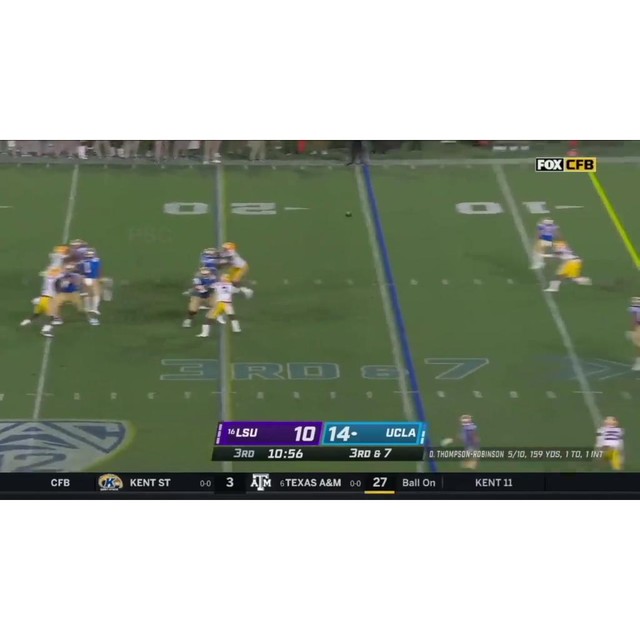 FOX CFB
20 10
3RD & 7
16 LSU 10 14 UCLA
3RD 10:56 3RD & 7 D. THOMPSON-ROBINSON 5/10, 159 YDS, 1 TD, 1 INT
CFB KENT ST 0-0 3 6 TEXAS A&M 0-0 27 Ball On KENT 11